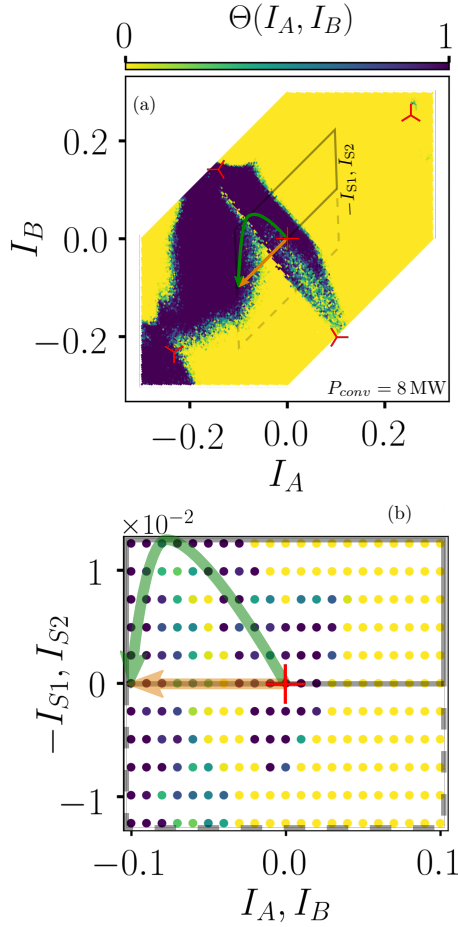 Θ(I_A, I_B)
0 1
(a)
0.2
0.0
−0.2
I_B
−I_S1, I_S2
P_conv = 8 MW
−0.2 0.0 0.2
I_A
(b)
×10⁻²
1
0
−1
−I_S1, I_S2
−0.1 0.0 0.1
I_A, I_B